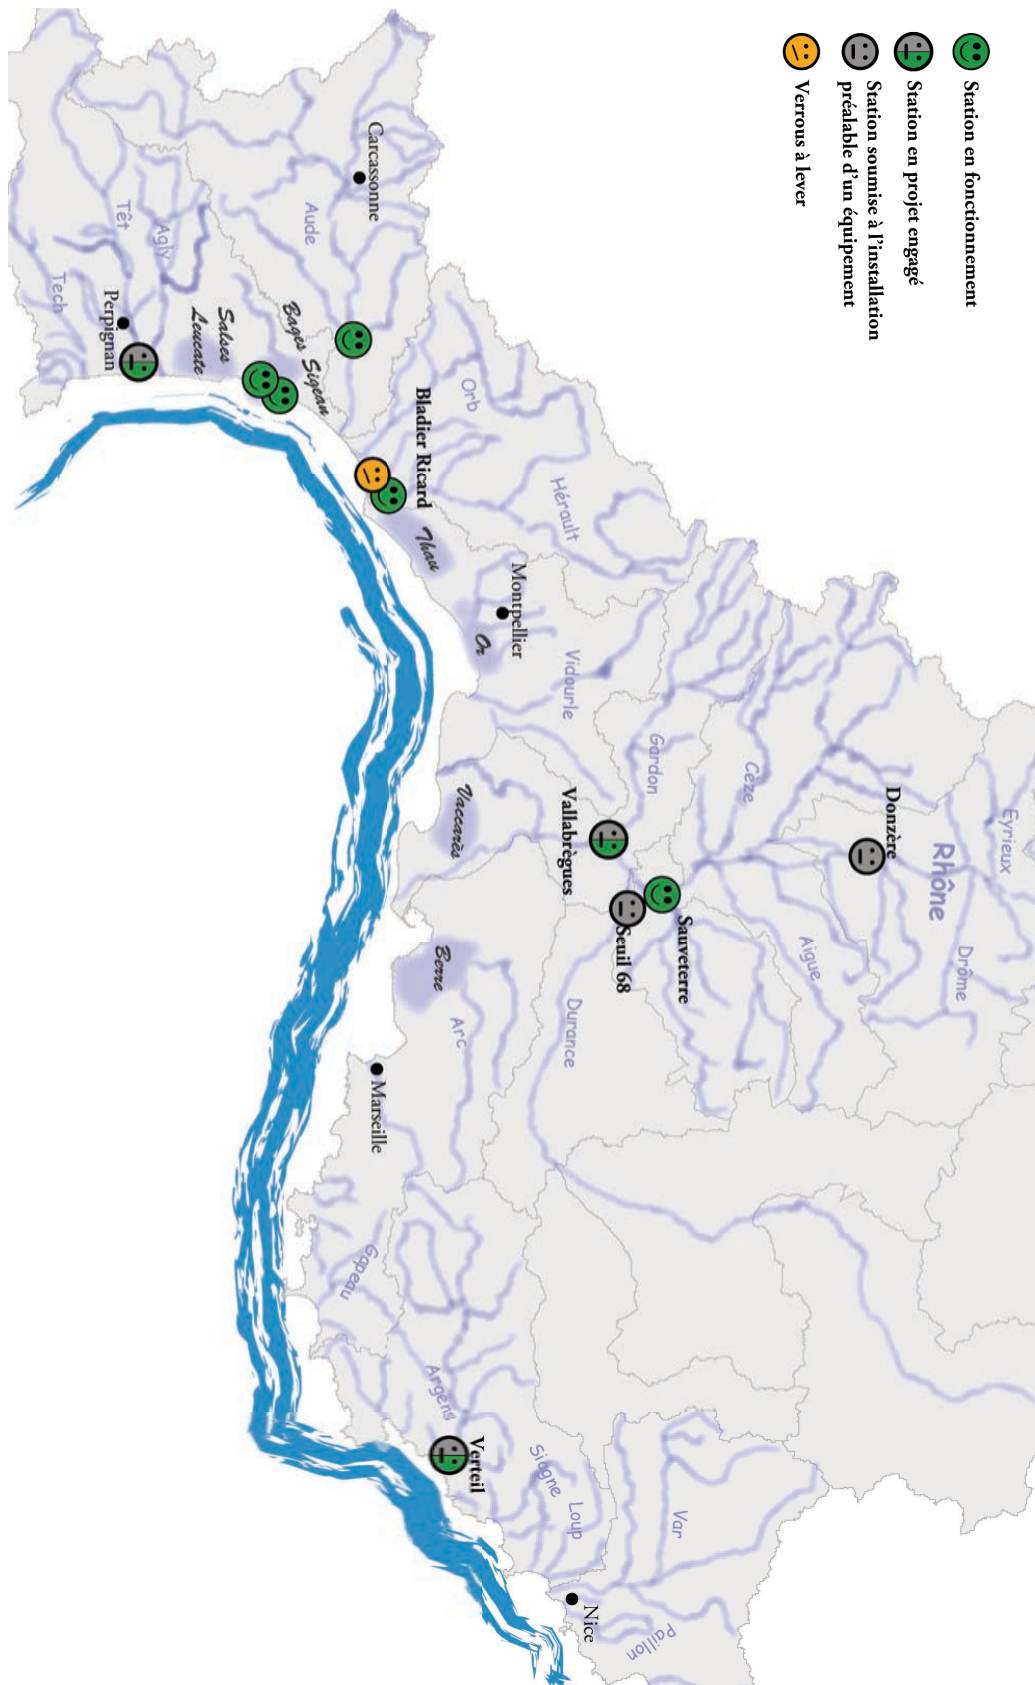 Station en fonctionnement
Station en projet engagé
Station soumise à l'installation
préalable d'un équipement
Verrous à lever
Eyrieux
Rhône
Drôme
Donzère
Aigue
Cèze
Gardon
Sauveterre
Seuil 68
Vallabrègues
Durance
Vidourle
Hérault
Orb
Montpellier
Or
Thau
Bladier Ricard
Vaccarès
Berre
Arc
Marseille
Gapeau
Argens
Verteil
Siagne
Loup
Var
Nice
Paillon
Carcassonne
Aude
Bages Sigean
Salses
Leucate
Agly
Têt
Perpignan
Tech